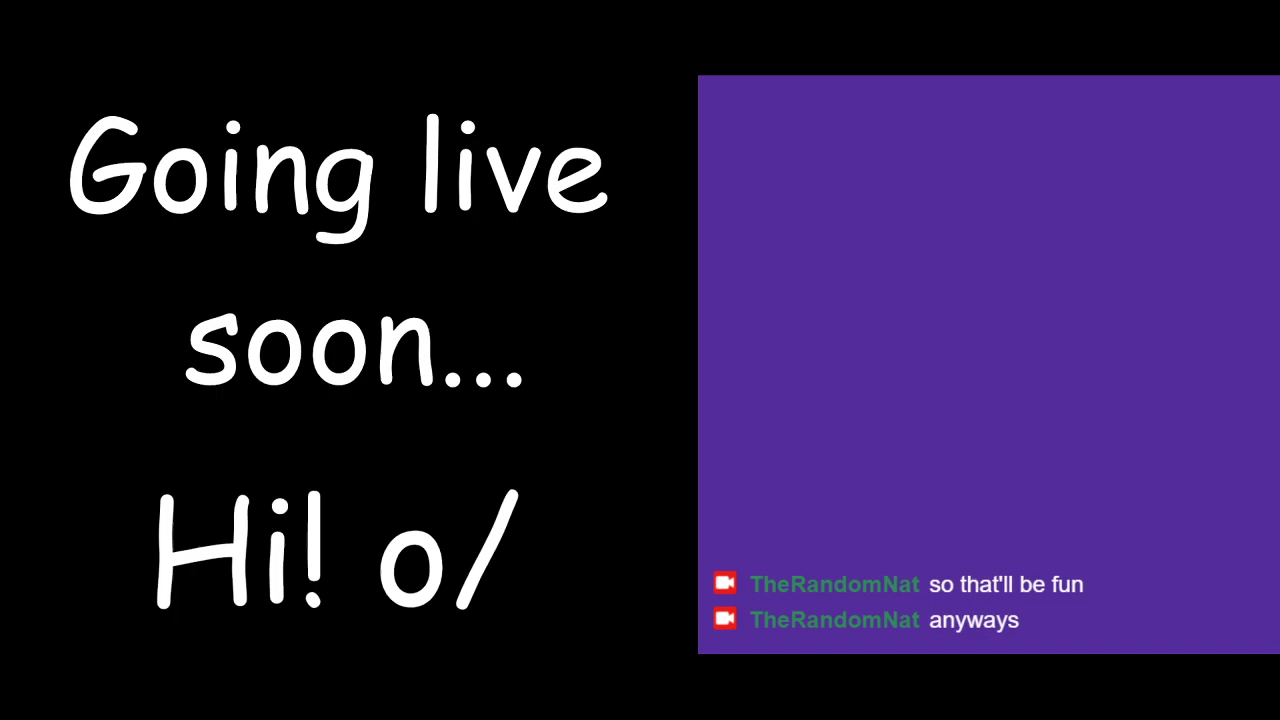 Going live
soon...
Hi! o/
TheRandomNat so that'll be fun
TheRandomNat anyways